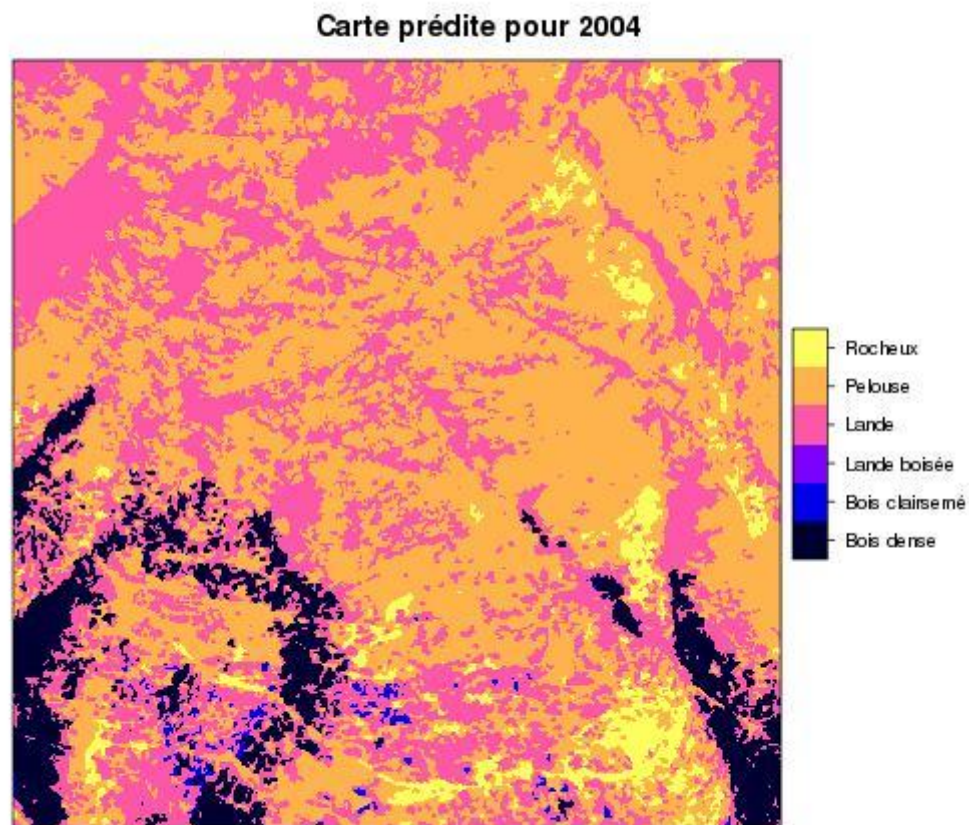 Carte prédite pour 2004
Rocheux
Pelouse
Lande
Lande boisée
Bois clairsemé
Bois dense